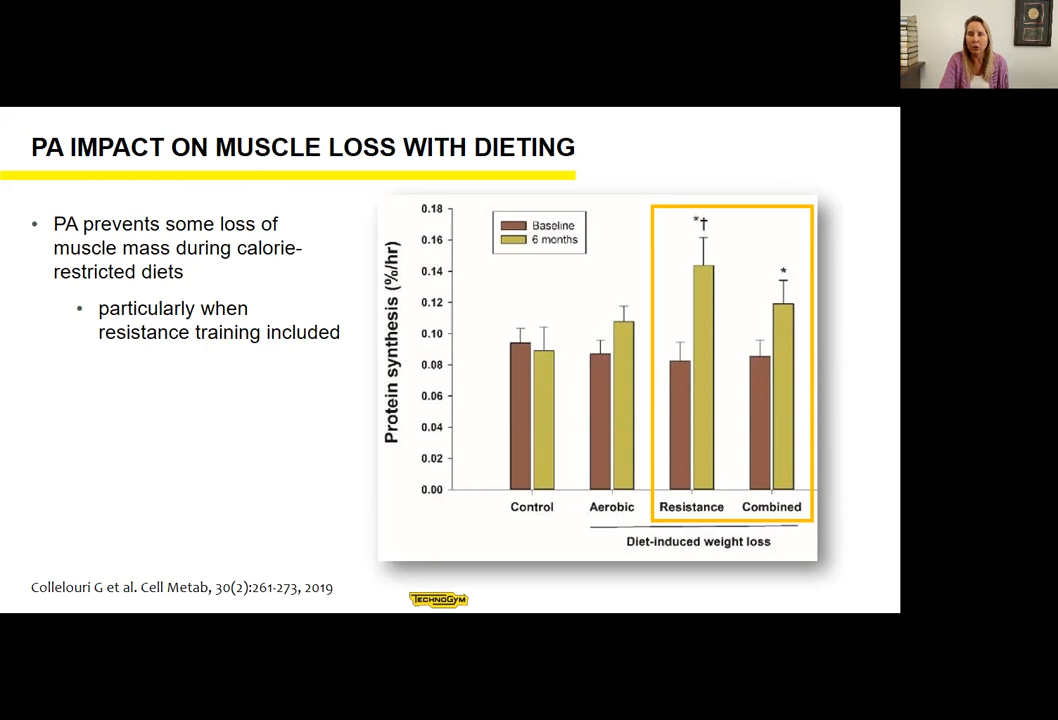 PA IMPACT ON MUSCLE LOSS WITH DIETING
• PA prevents some loss of
muscle mass during calorie-
restricted diets
• particularly when
resistance training included
Protein synthesis (%/hr)
0.18
0.16
0.14
0.12
0.10
0.08
0.06
0.04
0.02
0.00
Baseline
6 months
*†
*
Control
Aerobic
Resistance
Combined
Diet-induced weight loss
Collelouri G et al. Cell Metab, 30(2):261-273, 2019
TECHNOGYM